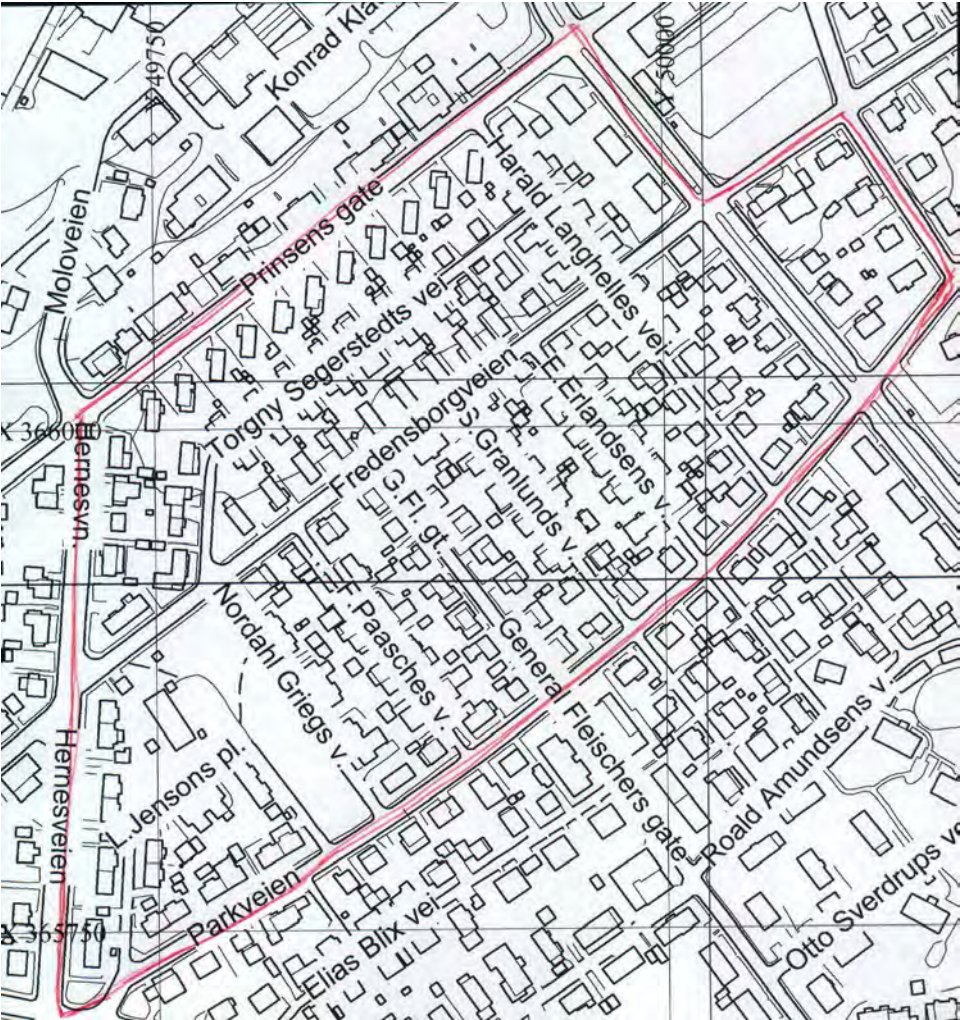 Y 49750
Konrad Kla
Y 50000
Moloveien
Prinsens gate
Harald Langhelles vei
Torgny Segerstedts vei
Fredensborgveien
E. Erlandsens v.
S. Granlunds v.
G. Fl. gt.
X 366000
Hernesvn.
Nordahl Griegs v.
F. Paasches v.
General
Fleischers gate
Hernesveien
Jensons pl.
Roald Amundsens v.
Parkveien
X 365750
Elias Blix vei
Otto Sverdrups ve